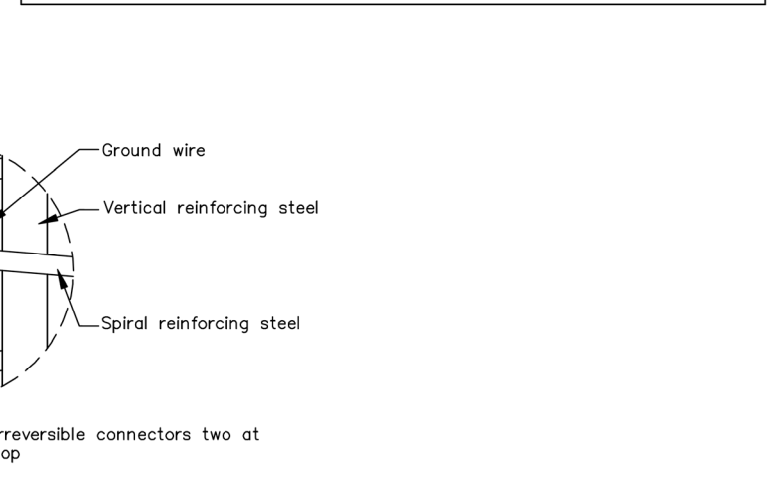 Ground wire
Vertical reinforcing steel
Spiral reinforcing steel
rreversible connectors two at
op